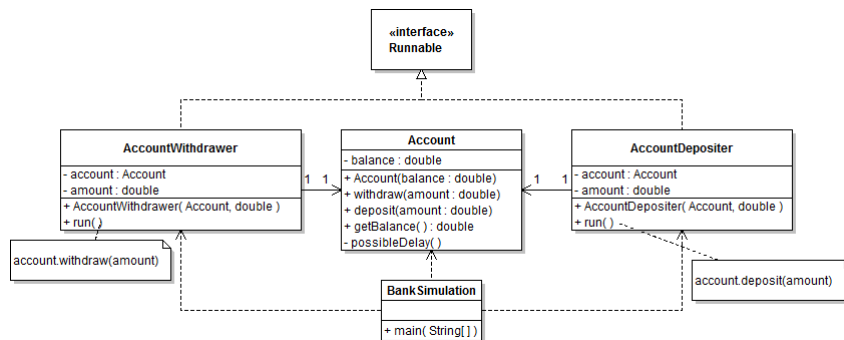 «interface»
Runnable
AccountWithdrawer
- account : Account
- amount : double
+ AccountWithdrawer( Account, double )
+ run( )
account.withdraw(amount)
1 1
Account
- balance : double
+ Account(balance : double)
+ withdraw(amount : double)
+ deposit(amount : double)
+ getBalance( ) : double
- possibleDelay( )
1 1
AccountDepositer
- account : Account
- amount : double
+ AccountDepositer( Account, double )
+ run( )
account.deposit(amount)
BankSimulation
+ main( String[ ] )